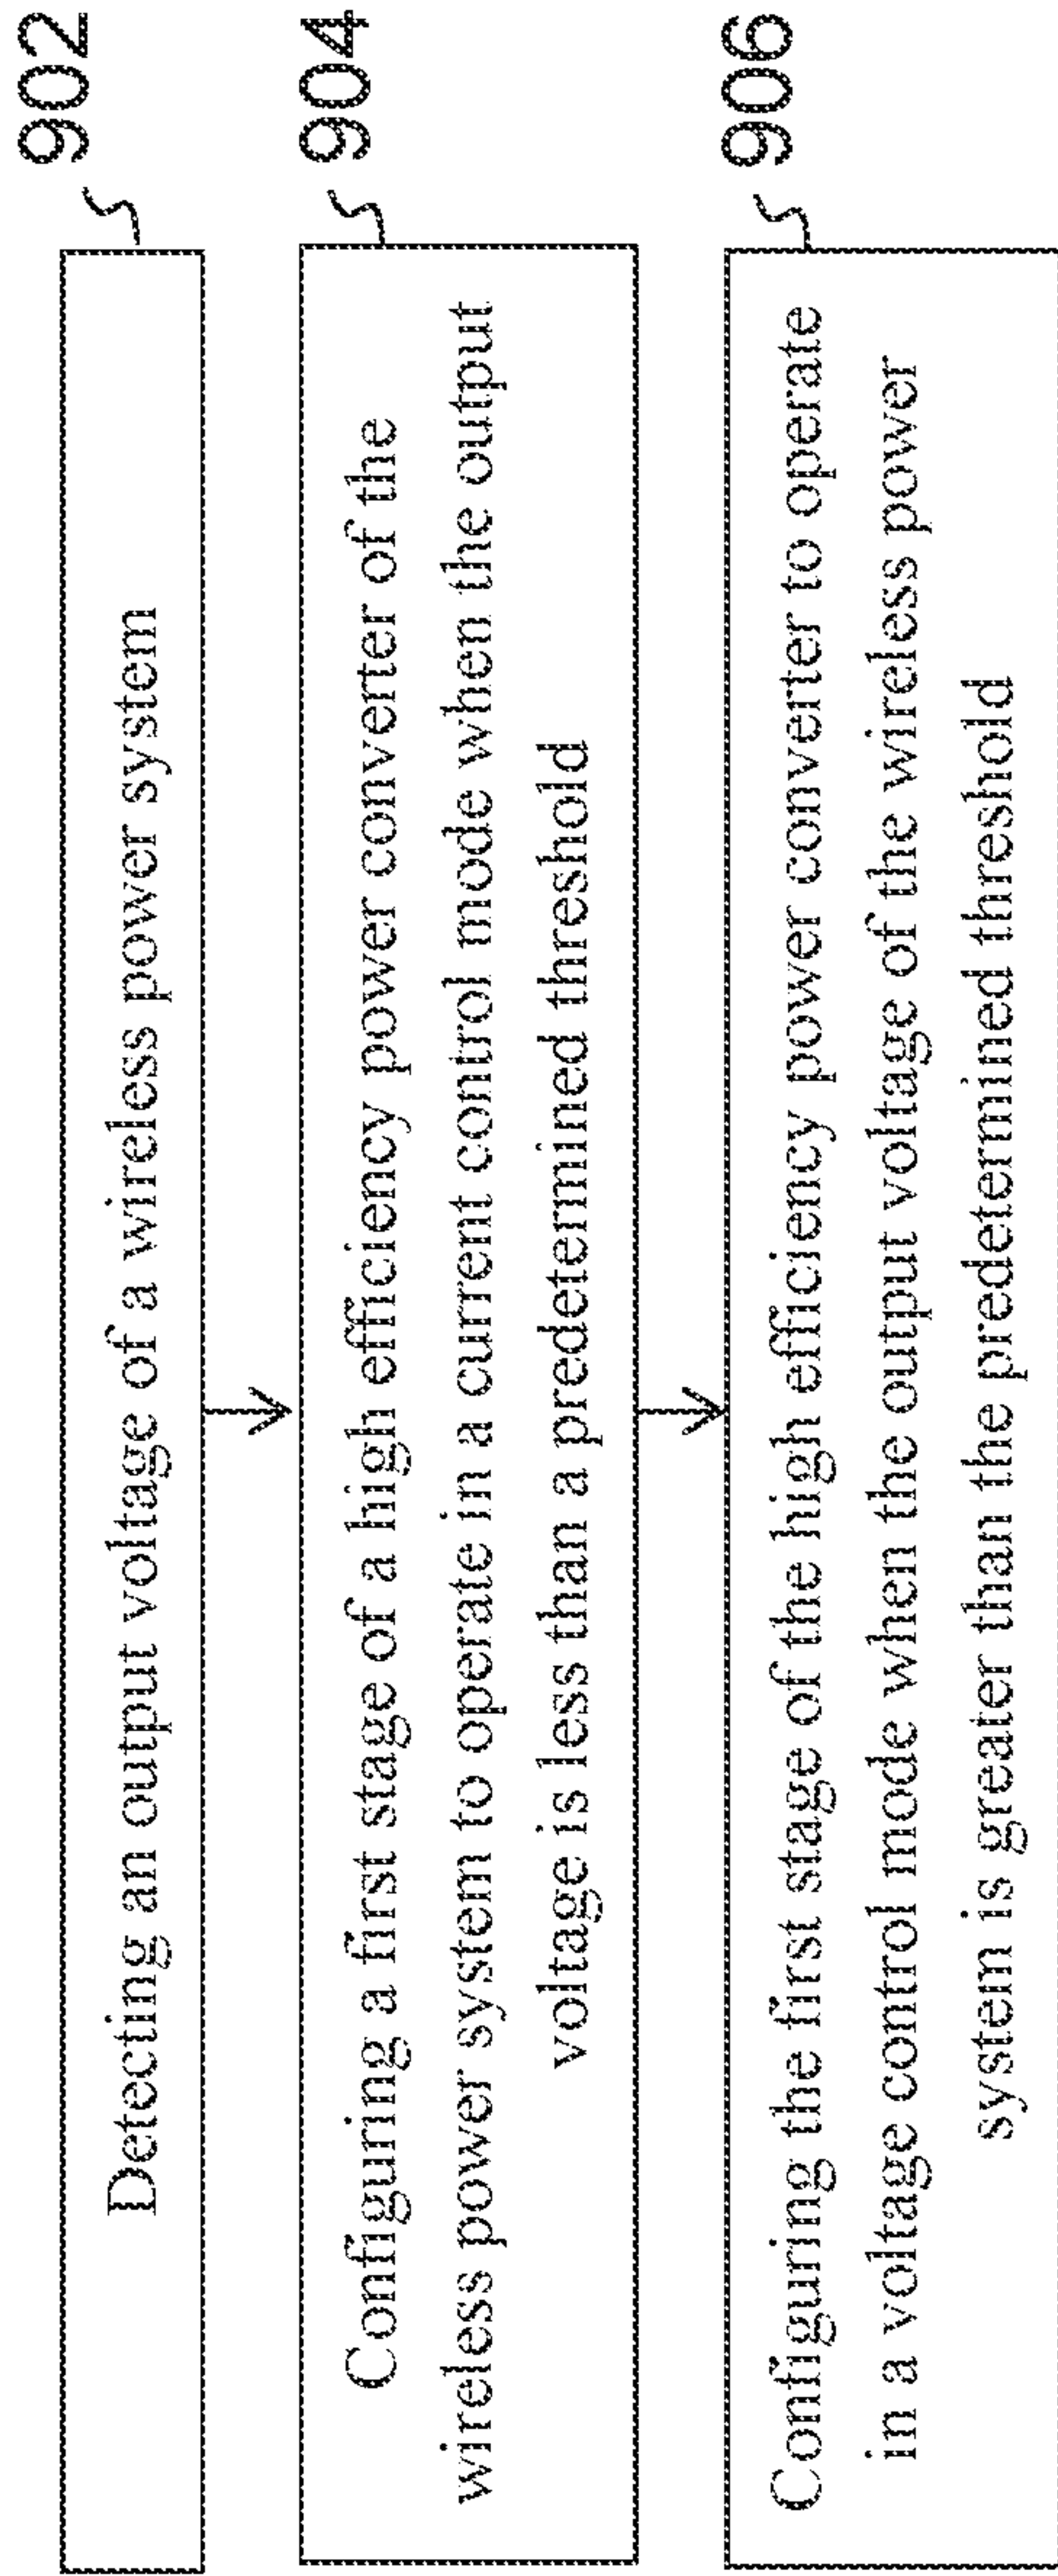 Detecting an output voltage of a wireless power system
902
Configuring a first stage of a high efficiency power converter of the
wireless power system to operate in a current control mode when the output
voltage is less than a predetermined threshold
904
Configuring the first stage of the high efficiency power converter to operate
in a voltage control mode when the output voltage of the wireless power
system is greater than the predetermined threshold
906